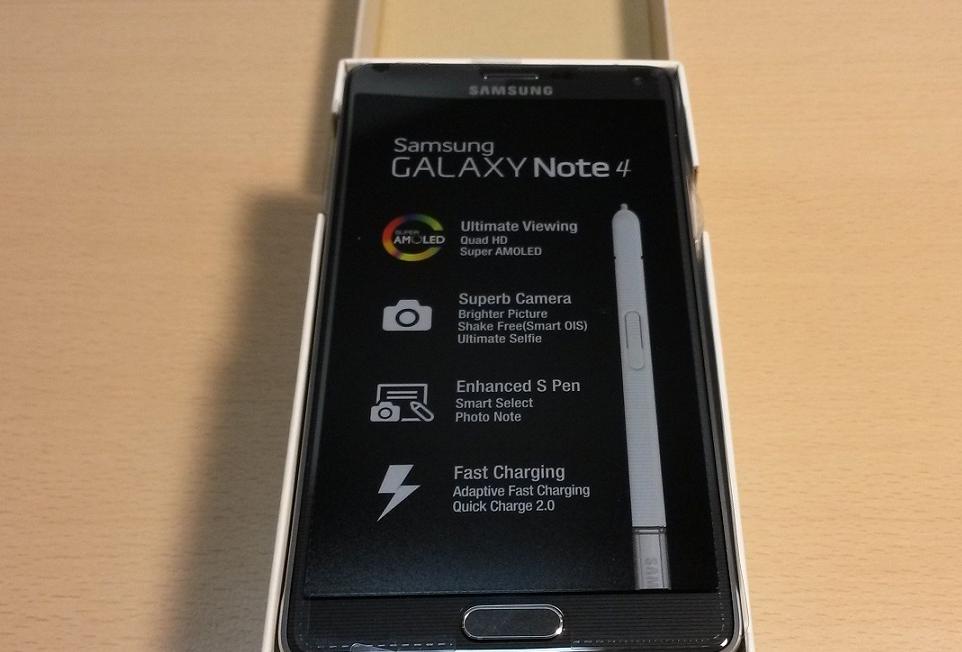 SAMSUNG
Samsung
GALAXY Note 4
SUPER
AMOLED
Ultimate Viewing
Quad HD
Super AMOLED
Superb Camera
Brighter Picture
Shake Free(Smart OIS)
Ultimate Selfie
Enhanced S Pen
Smart Select
Photo Note
Fast Charging
Adaptive Fast Charging
Quick Charge 2.0
SAM